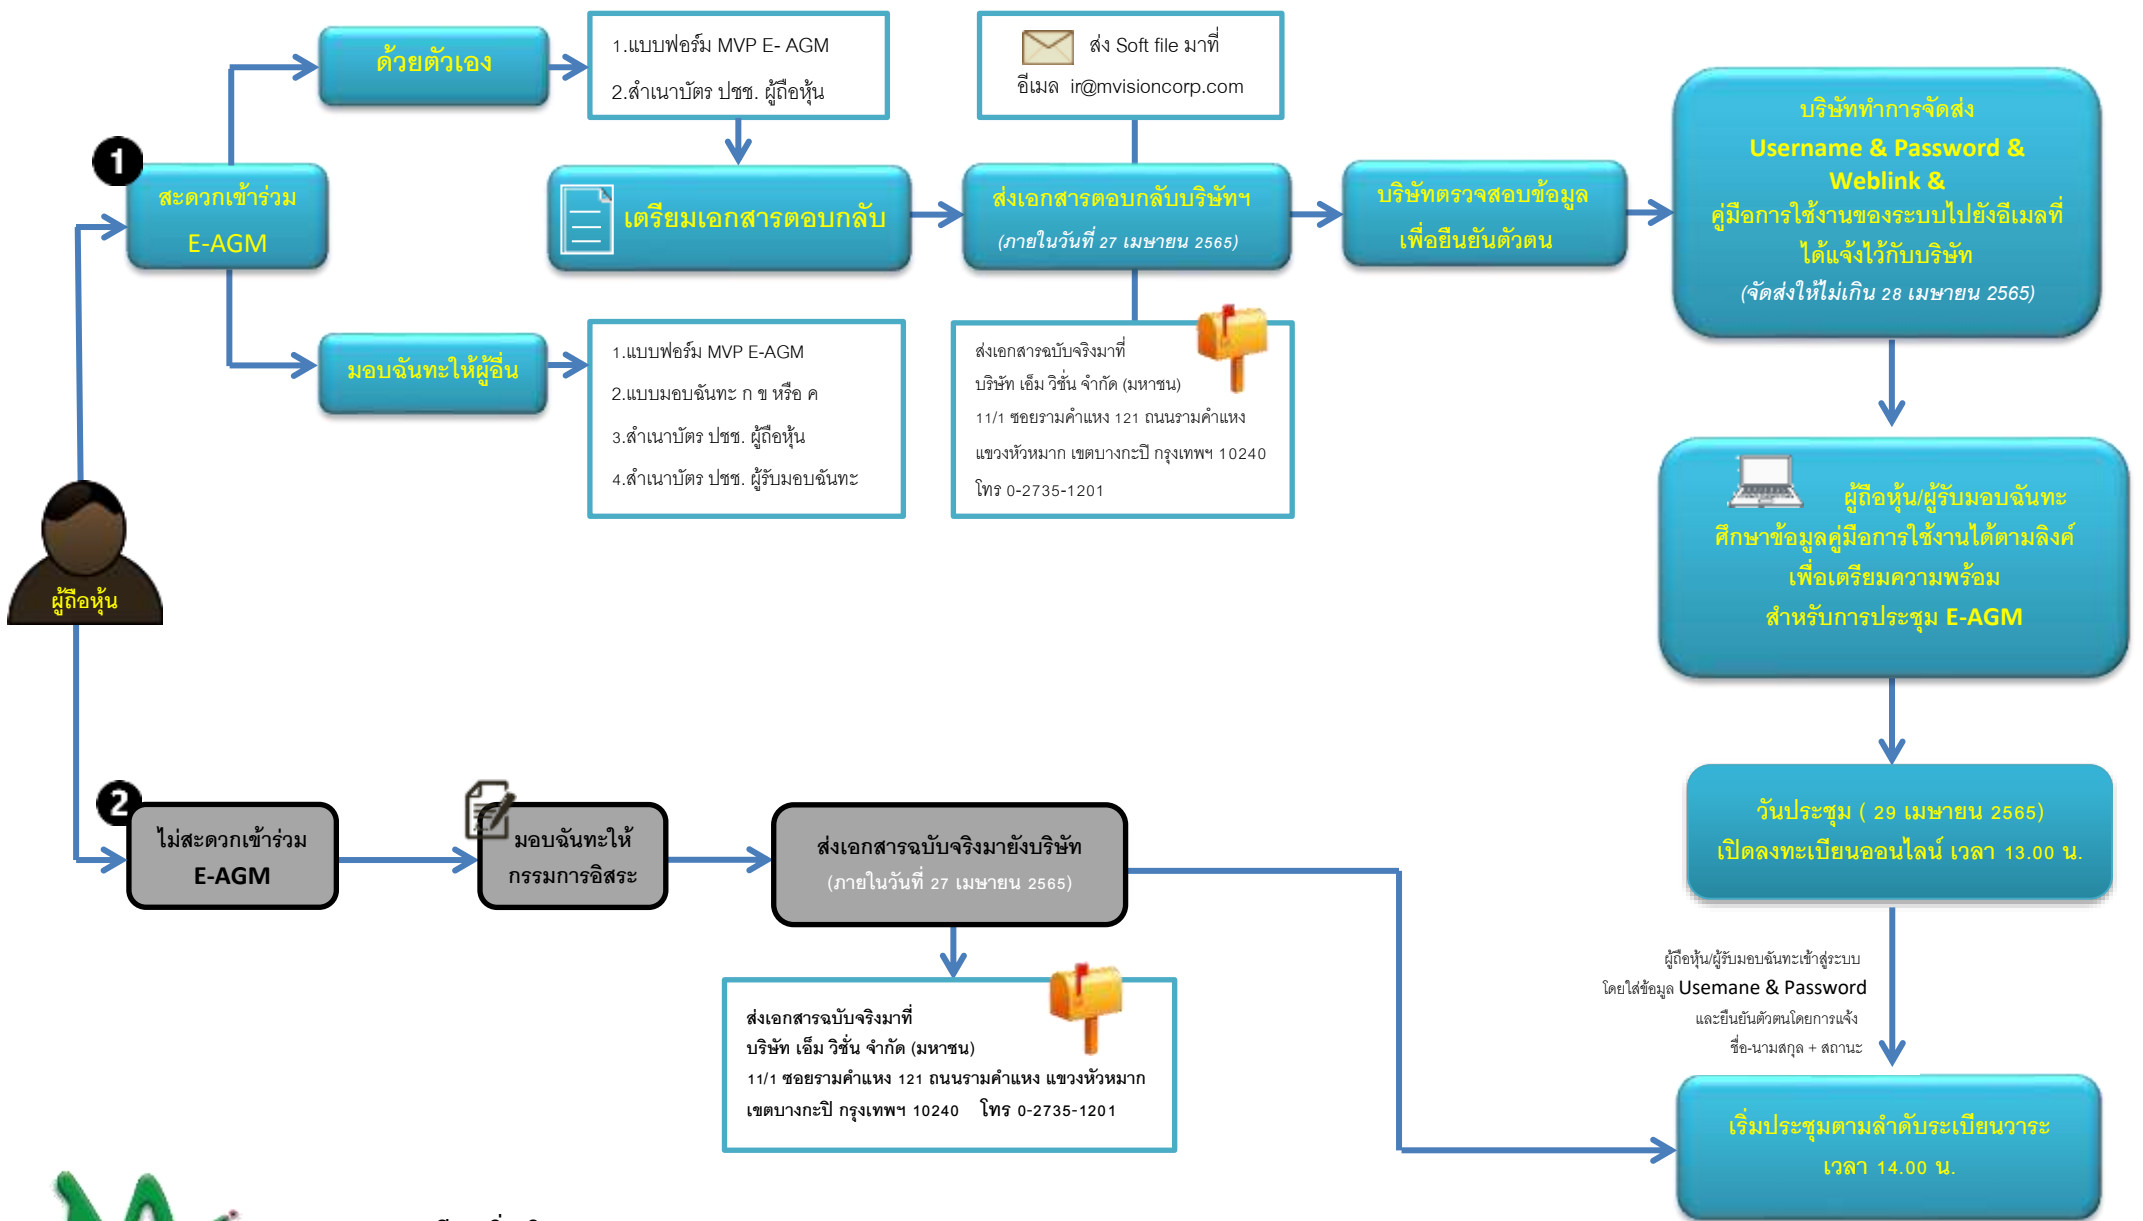 ด้วยตัวเอง
1.แบบฟอร์ม MVP E- AGM
2.สำเนาบัตร ปชช. ผู้ถือหุ้น
ส่ง Soft file มาที่
อีเมล ir@mvisioncorp.com
1
สะดวกเข้าร่วม
E-AGM
เตรียมเอกสารตอบกลับ
ส่งเอกสารตอบกลับบริษัทฯ
(ภายในวันที่ 27 เมษายน 2565)
บริษัทตรวจสอบข้อมูล
เพื่อยืนยันตัวตน
บริษัททำการจัดส่ง
Username & Password &
Weblink &
คู่มือการใช้งานของระบบไปยังอีเมลที่
ได้แจ้งไว้กับบริษัท
(จัดส่งให้ไม่เกิน 28 เมษายน 2565)
มอบฉันทะให้ผู้อื่น
1.แบบฟอร์ม MVP E-AGM
2.แบบมอบฉันทะ ก ข หรือ ค
3.สำเนาบัตร ปชช. ผู้ถือหุ้น
4.สำเนาบัตร ปชช. ผู้รับมอบฉันทะ
ส่งเอกสารฉบับจริงมาที่
บริษัท เอ็ม วิชั่น จำกัด (มหาชน)
11/1 ซอยรามคำแหง 121 ถนนรามคำแหง
แขวงหัวหมาก เขตบางกะปิ กรุงเทพฯ 10240
โทร 0-2735-1201
ผู้ถือหุ้น/ผู้รับมอบฉันทะ
ศึกษาข้อมูลคู่มือการใช้งานได้ตามลิงค์
เพื่อเตรียมความพร้อม
สำหรับการประชุม E-AGM
ผู้ถือหุ้น
2
ไม่สะดวกเข้าร่วม
E-AGM
มอบฉันทะให้
กรรมการอิสระ
ส่งเอกสารฉบับจริงมายังบริษัท
(ภายในวันที่ 27 เมษายน 2565)
วันประชุม ( 29 เมษายน 2565)
เปิดลงทะเบียนออนไลน์ เวลา 13.00 น.
ผู้ถือหุ้น/ผู้รับมอบฉันทะเข้าสู่ระบบ
โดยใส่ข้อมูล Usemane & Password
และยืนยันตัวตนโดยการแจ้ง
ชื่อ-นามสกุล + สถานะ
ส่งเอกสารฉบับจริงมาที่
บริษัท เอ็ม วิชั่น จำกัด (มหาชน)
11/1 ซอยรามคำแหง 121 ถนนรามคำแหง แขวงหัวหมาก
เขตบางกะปิ กรุงเทพฯ 10240 โทร 0-2735-1201
เริ่มประชุมตามลำดับระเบียบวาระ
เวลา 14.00 น.